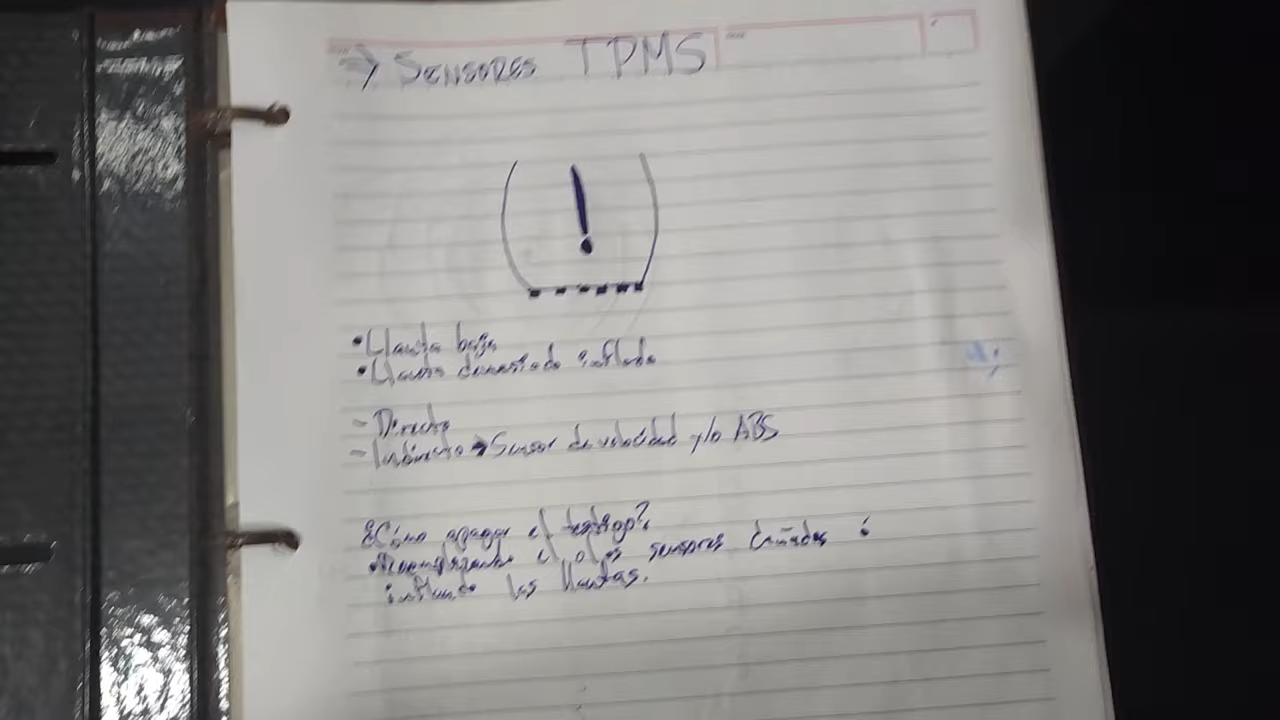 → SENSORES TPMS
!
• Llanta baja
• Llanta demasiado inflada
- Directo
- Indirecto → Sensor de velocidad y/o ABS
¿Cómo apagar el testigo?
• Reemplazando el o los sensores dañados ó
inflando las llantas.